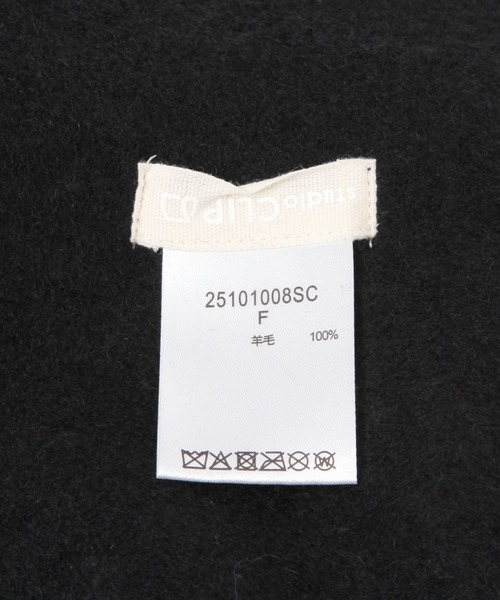 studio CLIP
25101008SC
F
羊毛 100%
W